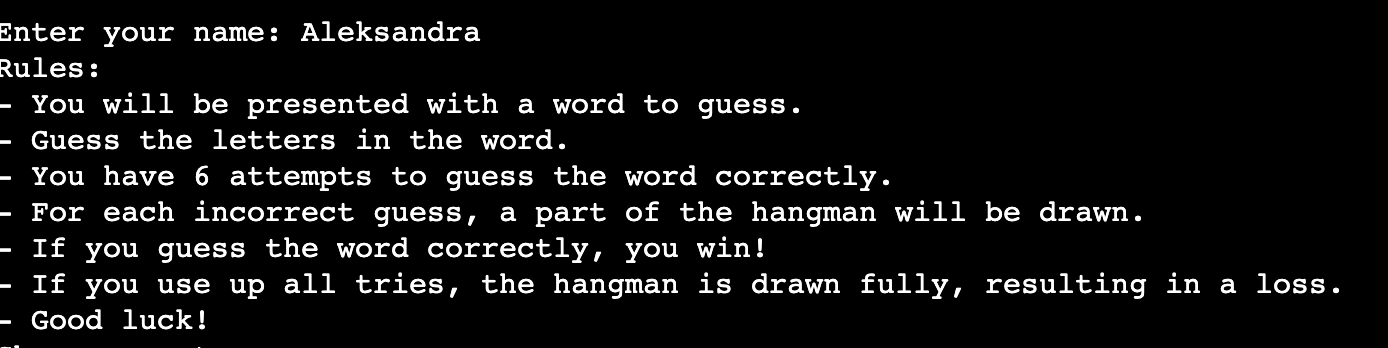 Enter your name: Aleksandra
Rules:
- You will be presented with a word to guess.
- Guess the letters in the word.
- You have 6 attempts to guess the word correctly.
- For each incorrect guess, a part of the hangman will be drawn.
- If you guess the word correctly, you win!
- If you use up all tries, the hangman is drawn fully, resulting in a loss.
- Good luck!